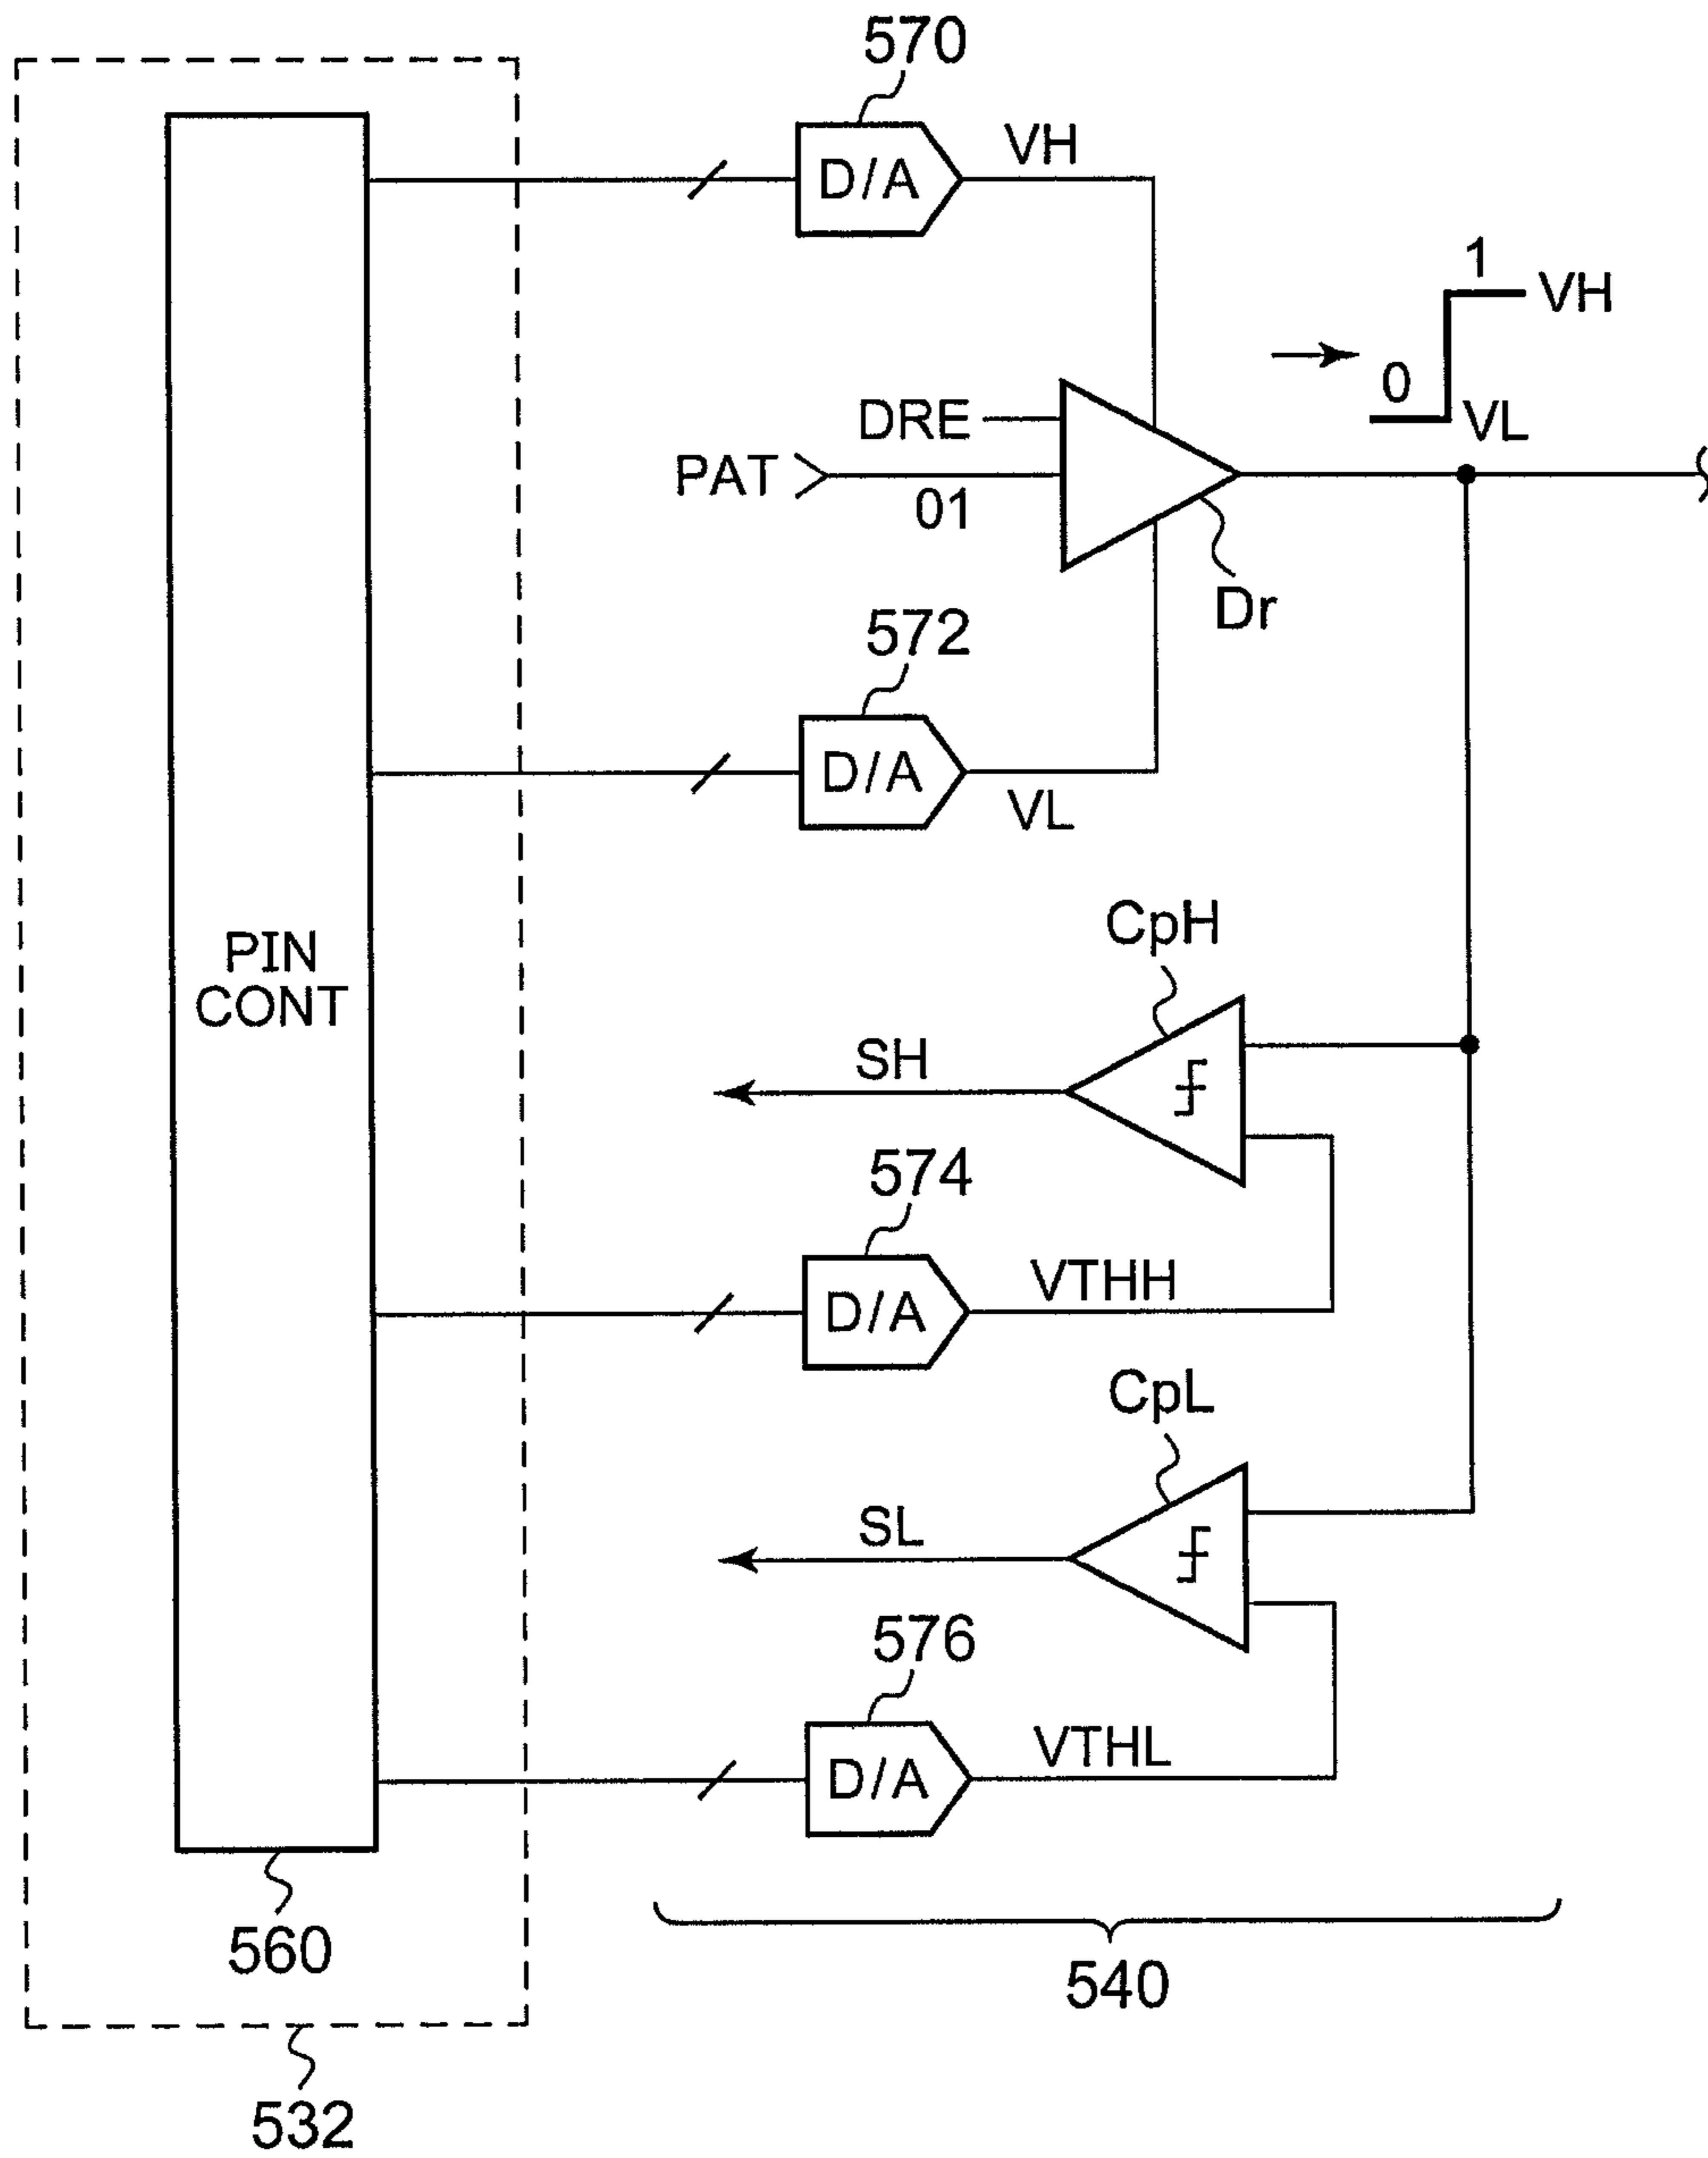 570
D/A
VH
1
VH
0
VL
DRE
PAT
01
Dr
572
D/A
VL
PIN
CONT
CpH
SH
574
D/A
VTHH
CpL
SL
576
D/A
VTHL
560
540
532